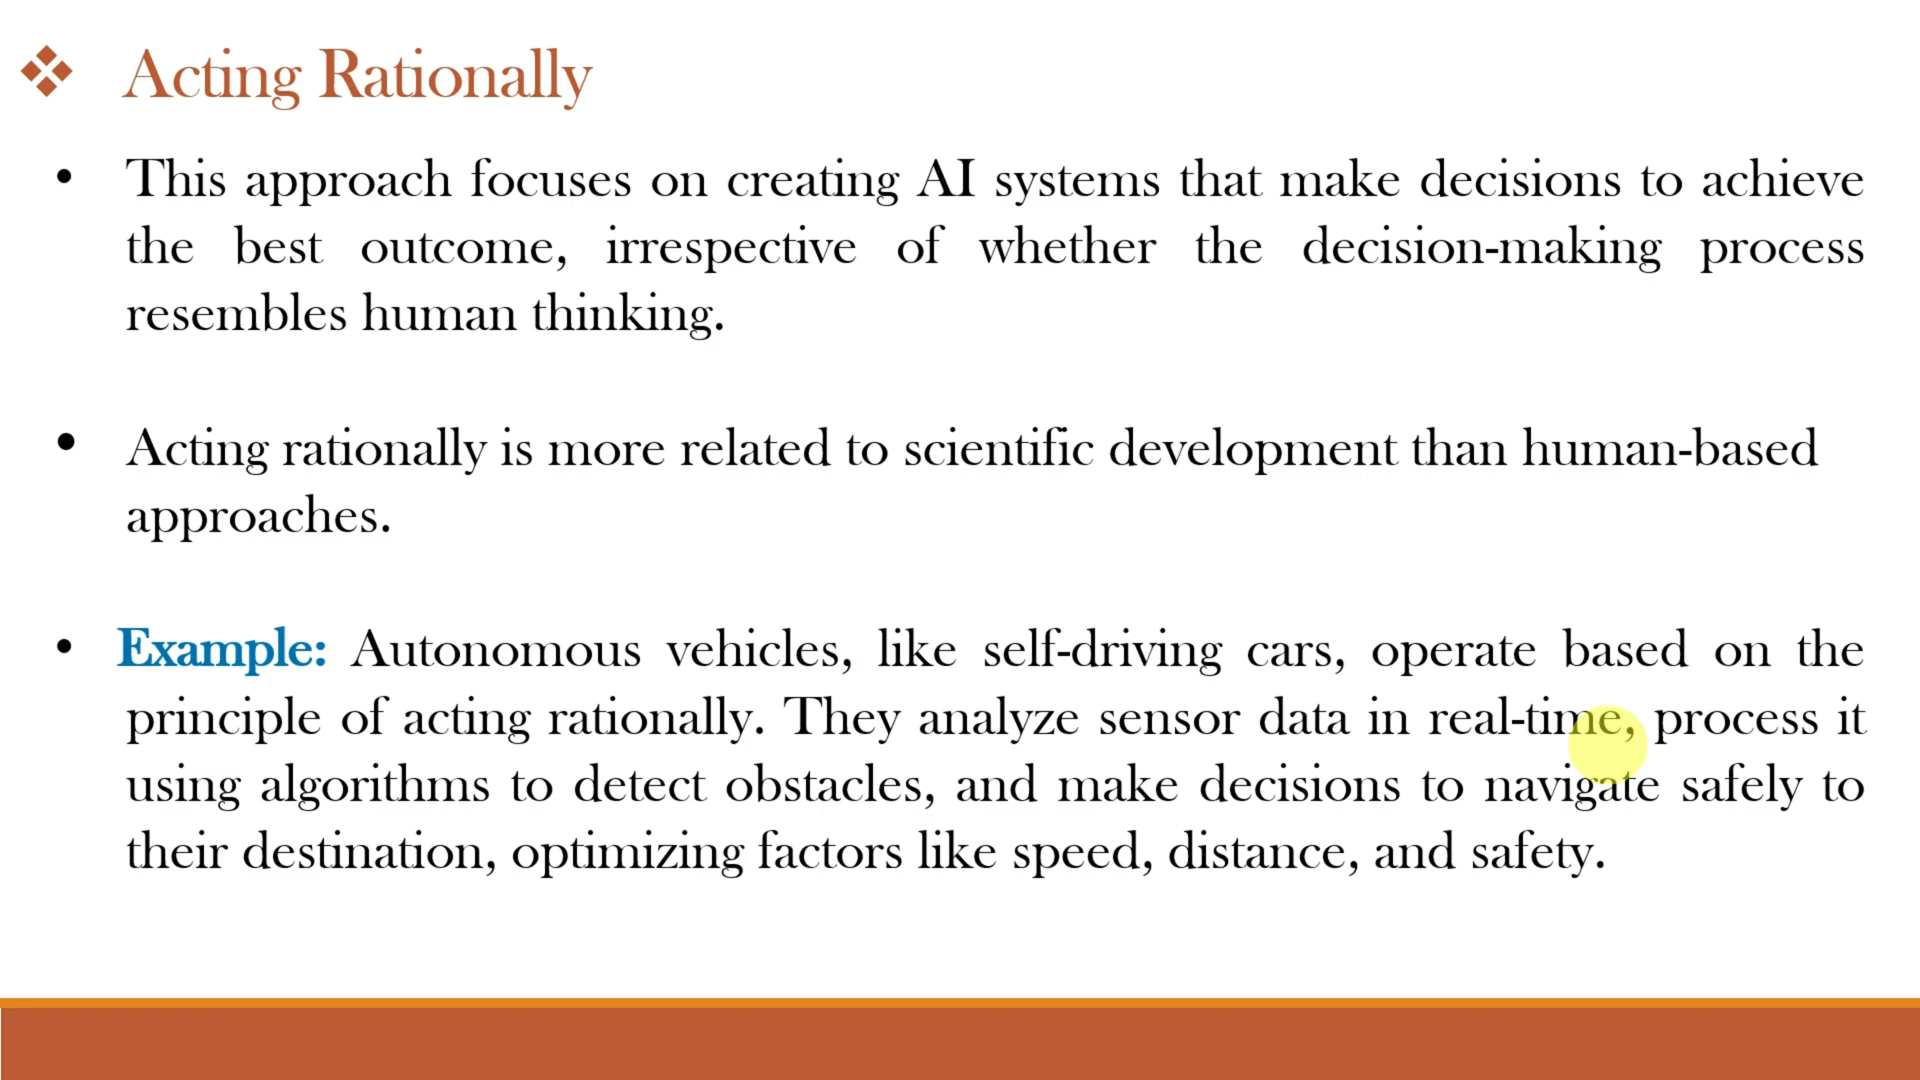 Acting Rationally
• This approach focuses on creating AI systems that make decisions to achieve
the best outcome, irrespective of whether the decision-making process
resembles human thinking.
• Acting rationally is more related to scientific development than human-based
approaches.
• Example: Autonomous vehicles, like self-driving cars, operate based on the
principle of acting rationally. They analyze sensor data in real-time, process it
using algorithms to detect obstacles, and make decisions to navigate safely to
their destination, optimizing factors like speed, distance, and safety.